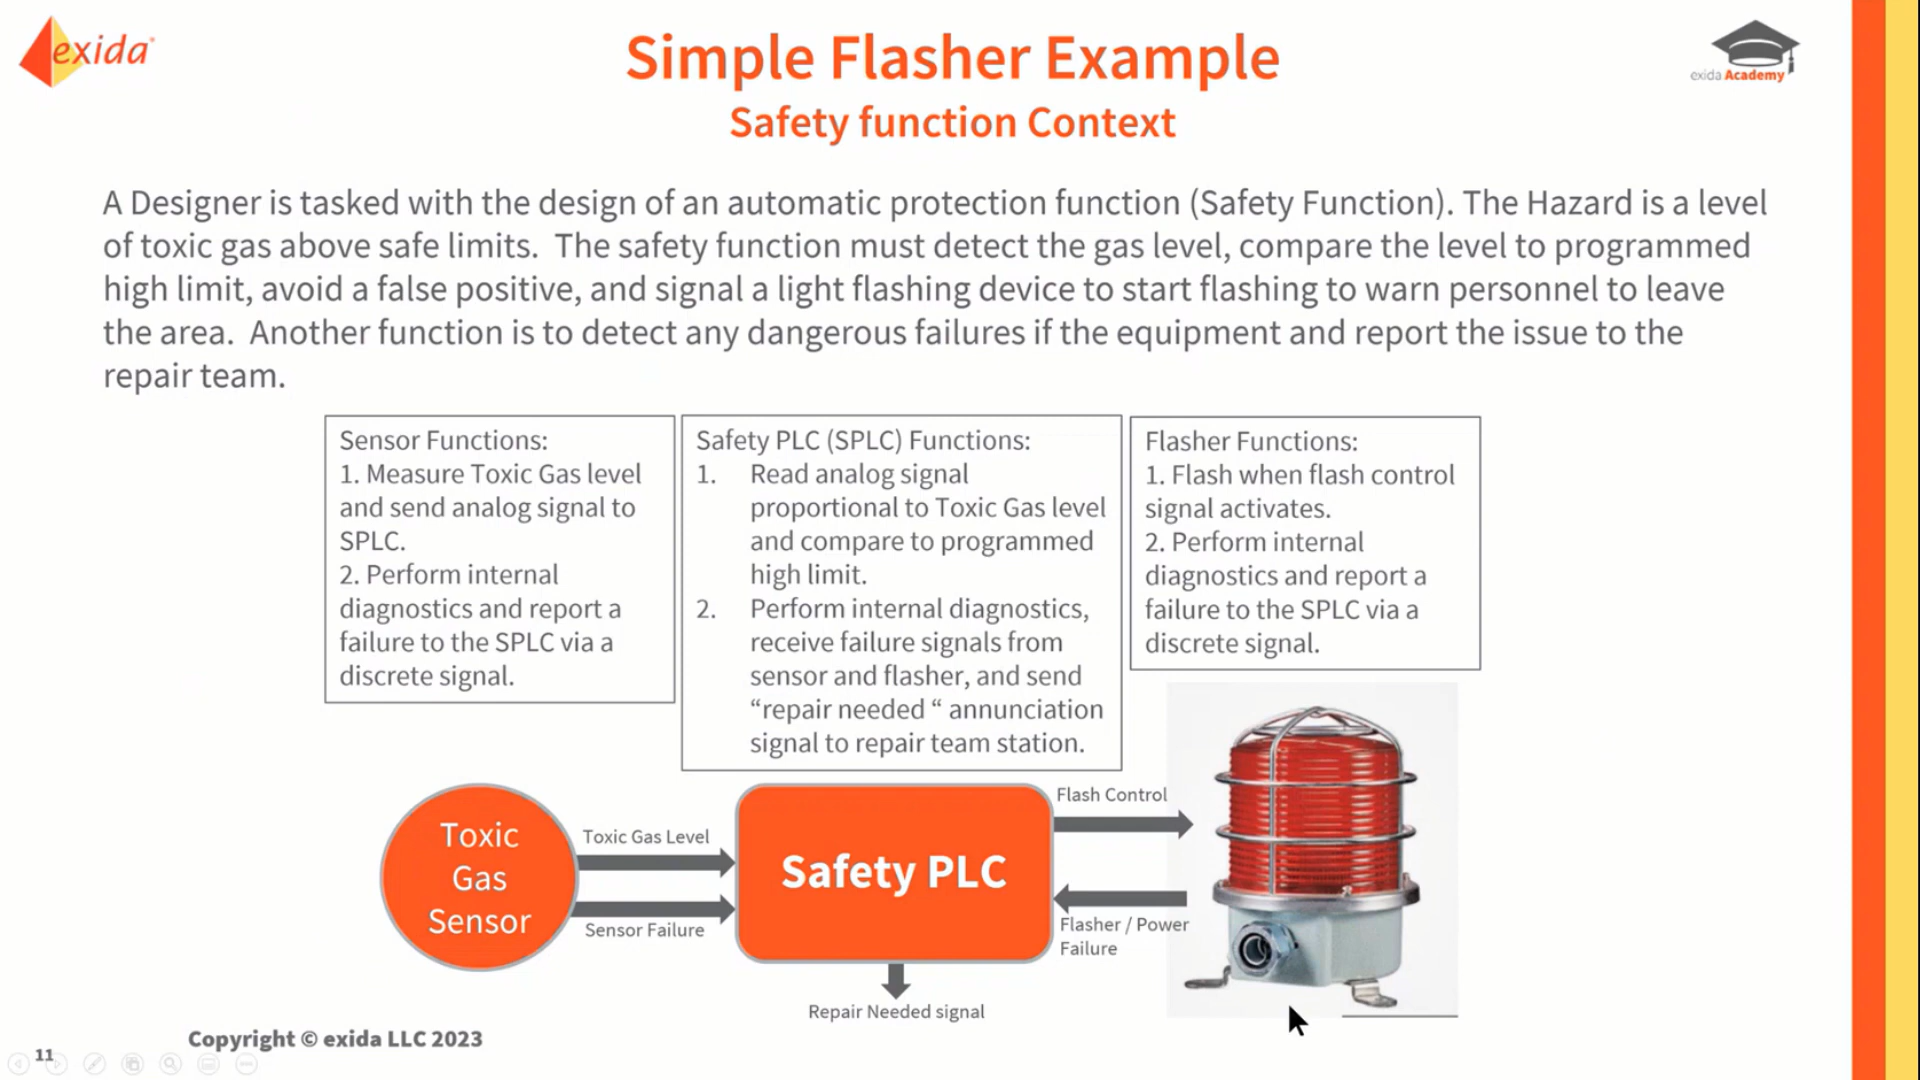 exida
Simple Flasher Example
Safety function Context
exida Academy
A Designer is tasked with the design of an automatic protection function (Safety Function). The Hazard is a level
of toxic gas above safe limits.  The safety function must detect the gas level, compare the level to programmed
high limit, avoid a false positive, and signal a light flashing device to start flashing to warn personnel to leave
the area.  Another function is to detect any dangerous failures if the equipment and report the issue to the
repair team.
Sensor Functions:
1. Measure Toxic Gas level
and send analog signal to
SPLC.
2. Perform internal
diagnostics and report a
failure to the SPLC via a
discrete signal.
Safety PLC (SPLC) Functions:
1. Read analog signal
proportional to Toxic Gas level
and compare to programmed
high limit.
2. Perform internal diagnostics,
receive failure signals from
sensor and flasher, and send
“repair needed “ annunciation
signal to repair team station.
Flasher Functions:
1. Flash when flash control
signal activates.
2. Perform internal
diagnostics and report a
failure to the SPLC via a
discrete signal.
Toxic
Gas
Sensor
Toxic Gas Level
Sensor Failure
Safety PLC
Flash Control
Flasher / Power
Failure
Repair Needed signal
Copyright © exida LLC 2023
11